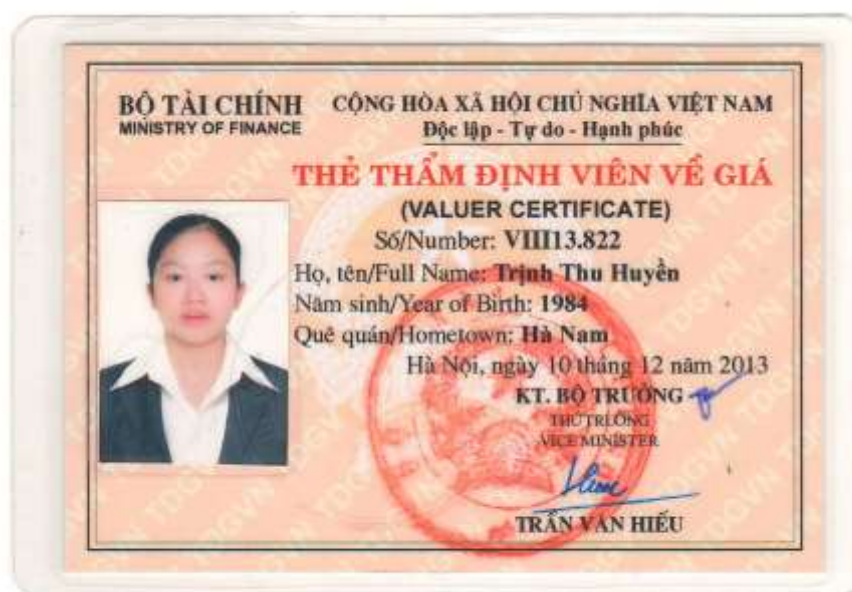 BỘ TÀI CHÍNH
MINISTRY OF FINANCE
CỘNG HÒA XÃ HỘI CHỦ NGHĨA VIỆT NAM
Độc lập - Tự do - Hạnh phúc
THẺ THẨM ĐỊNH VIÊN VỀ GIÁ
(VALUER CERTIFICATE)
Số/Number: VIII13.822
Họ, tên/Full Name: Trịnh Thu Huyền
Năm sinh/Year of Birth: 1984
Quê quán/Hometown: Hà Nam
Hà Nội, ngày 10 tháng 12 năm 2013
KT. BỘ TRƯỞNG
THỨ TRƯỞNG
VICE MINISTER
TRẦN VĂN HIẾU